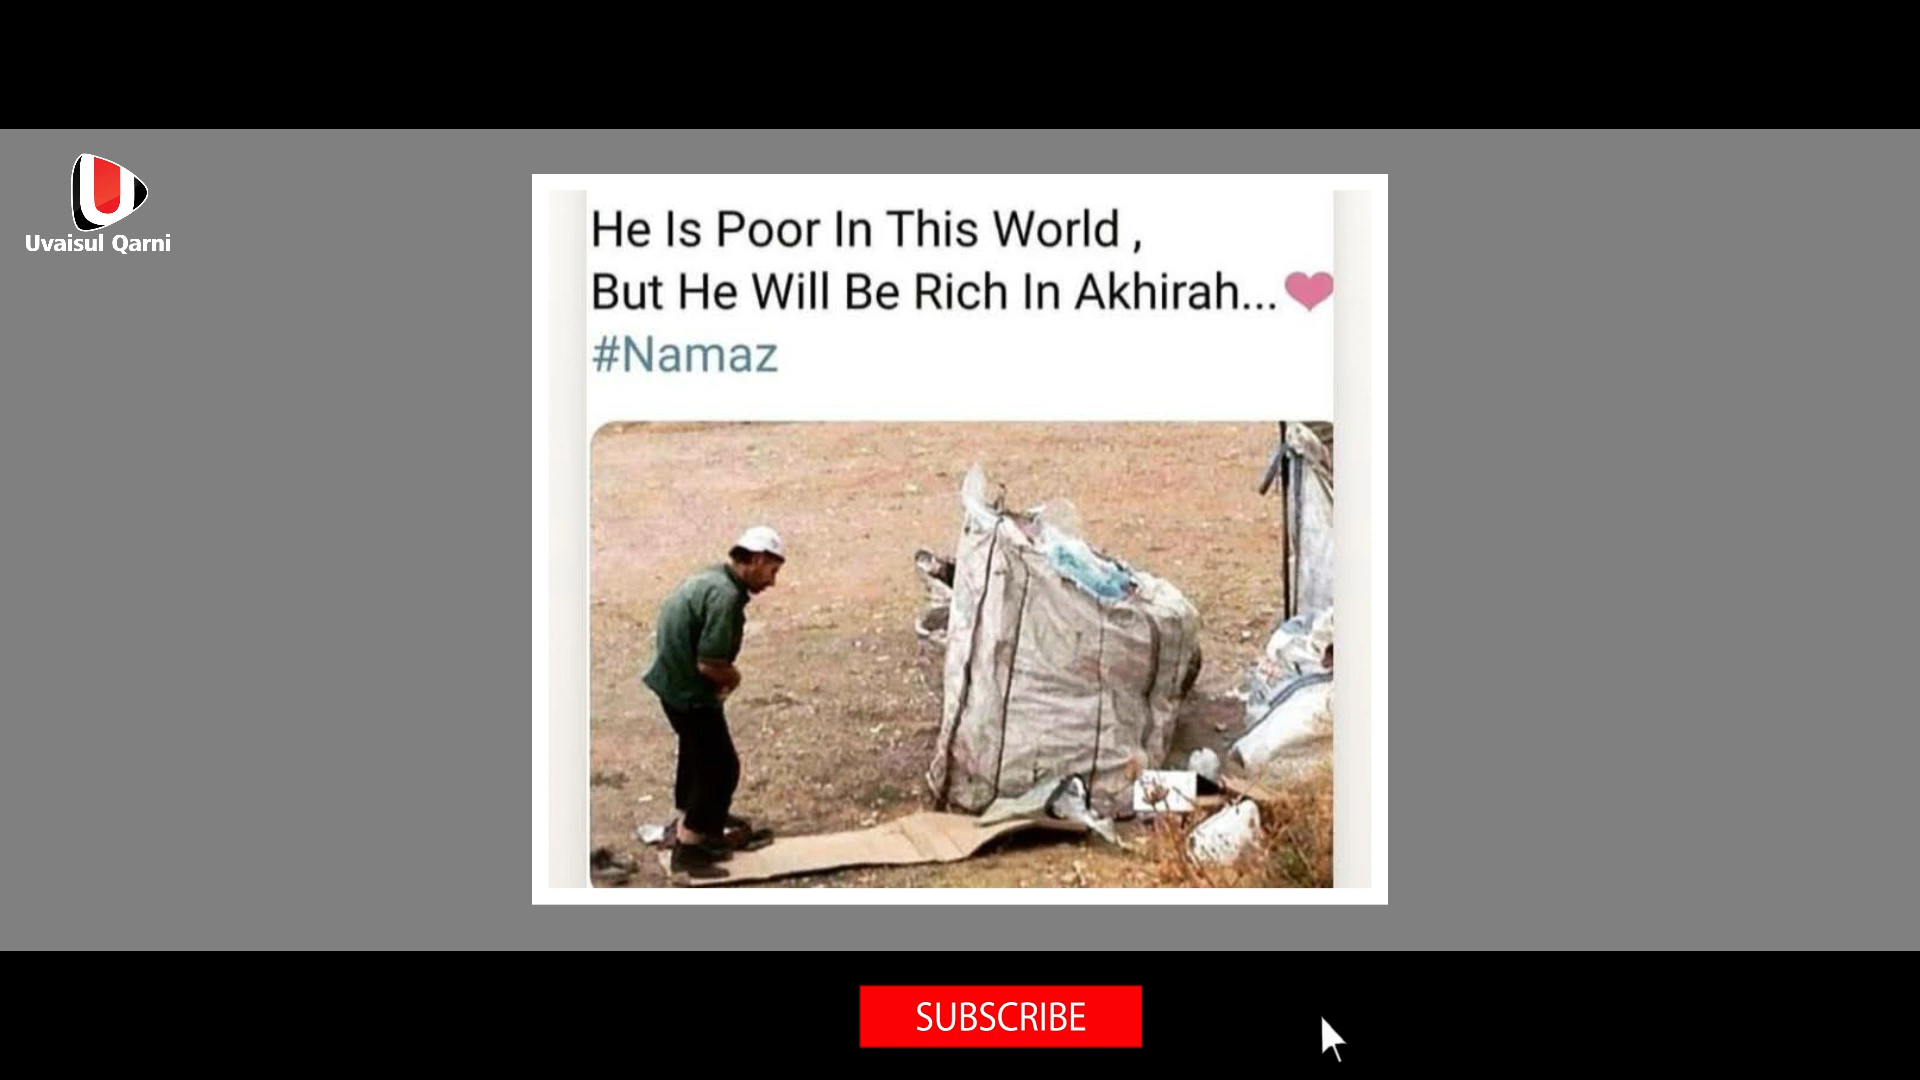 Uvaisul Qarni
He Is Poor In This World ,
But He Will Be Rich In Akhirah...🩷
#Namaz
SUBSCRIBE